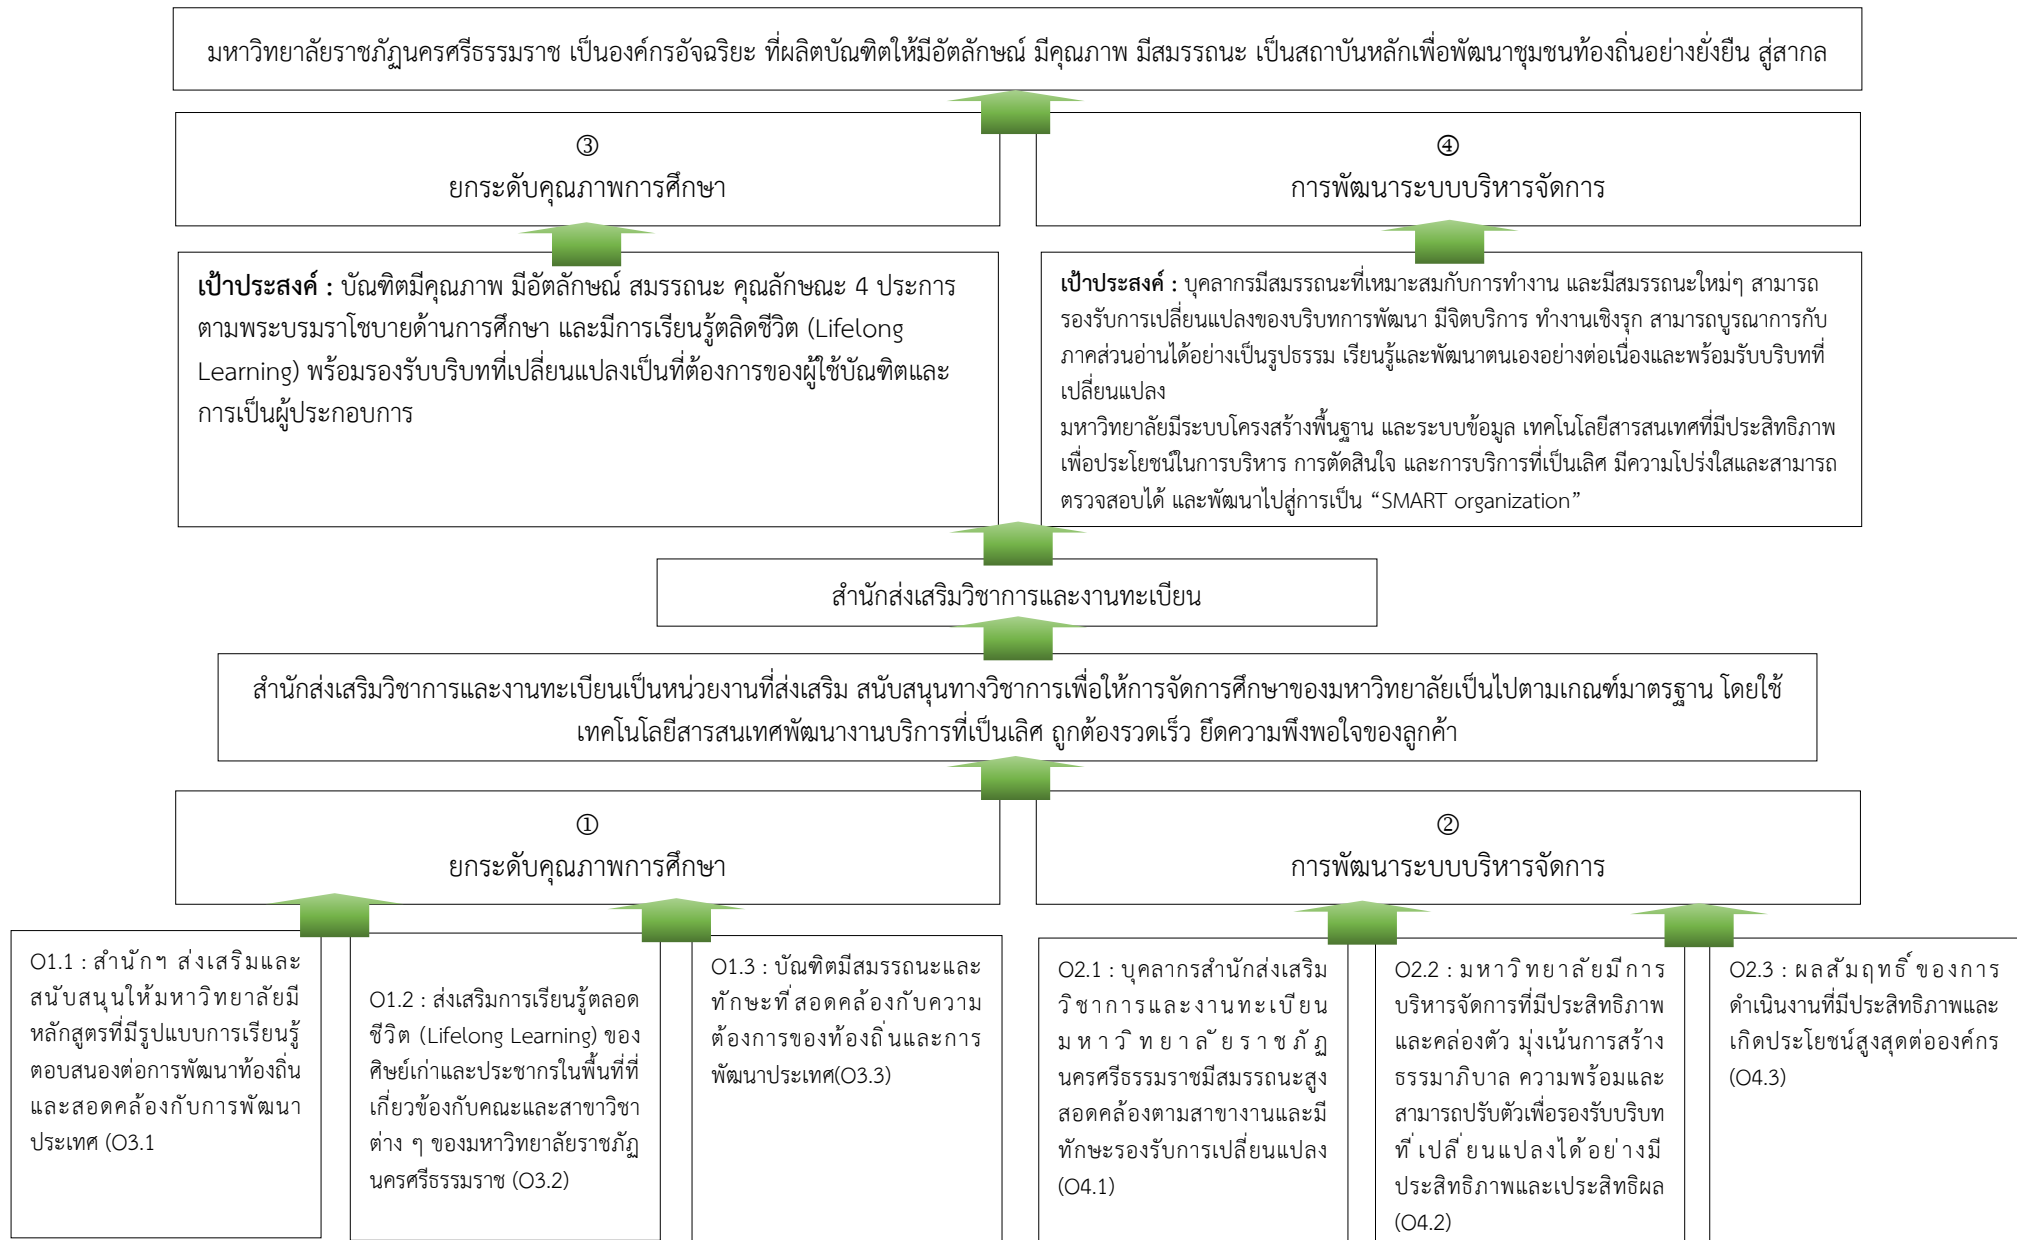 มหาวิทยาลัยราชภัฏนครศรีธรรมราช เป็นองค์กรอัจฉริยะ ที่ผลิตบัณฑิตให้มีอัตลักษณ์ มีคุณภาพ มีสมรรถนะ เป็นสถาบันหลักเพื่อพัฒนาชุมชนท้องถิ่นอย่างยั่งยืน สู่สากล
③
ยกระดับคุณภาพการศึกษา
④
การพัฒนาระบบบริหารจัดการ
เป้าประสงค์ : บัณฑิตมีคุณภาพ มีอัตลักษณ์ สมรรถนะ คุณลักษณะ 4 ประการ
ตามพระบรมราโชบายด้านการศึกษา และมีการเรียนรู้ตลิดชีวิต (Lifelong
Learning) พร้อมรองรับบริบทที่เปลี่ยนแปลงเป็นที่ต้องการของผู้ใช้บัณฑิตและ
การเป็นผู้ประกอบการ
เป้าประสงค์ : บุคลากรมีสมรรถนะที่เหมาะสมกับการทำงาน และมีสมรรถนะใหม่ๆ สามารถ
รองรับการเปลี่ยนแปลงของบริบทการพัฒนา มีจิตบริการ ทำงานเชิงรุก สามารถบูรณาการกับ
ภาคส่วนอ่านได้อย่างเป็นรูปธรรม เรียนรู้และพัฒนาตนเองอย่างต่อเนื่องและพร้อมรับบริบทที่
เปลี่ยนแปลง
มหาวิทยาลัยมีระบบโครงสร้างพื้นฐาน และระบบข้อมูล เทคโนโลยีสารสนเทศที่มีประสิทธิภาพ
เพื่อประโยชน์ในการบริหาร การตัดสินใจ และการบริการที่เป็นเลิศ มีความโปร่งใสและสามารถ
ตรวจสอบได้ และพัฒนาไปสู่การเป็น “SMART organization”
สำนักส่งเสริมวิชาการและงานทะเบียน
สำนักส่งเสริมวิชาการและงานทะเบียนเป็นหน่วยงานที่ส่งเสริม สนับสนุนทางวิชาการเพื่อให้การจัดการศึกษาของมหาวิทยาลัยเป็นไปตามเกณฑ์มาตรฐาน โดยใช้
เทคโนโลยีสารสนเทศพัฒนางานบริการที่เป็นเลิศ ถูกต้องรวดเร็ว ยึดความพึงพอใจของลูกค้า
①
ยกระดับคุณภาพการศึกษา
②
การพัฒนาระบบบริหารจัดการ
O1.1 : สำนักฯ ส่งเสริมและ
สนับสนุนให้มหาวิทยาลัยมี
หลักสูตรที่มีรูปแบบการเรียนรู้
ตอบสนองต่อการพัฒนาท้องถิ่น
และสอดคล้องกับการพัฒนา
ประเทศ (O3.1
O1.2 : ส่งเสริมการเรียนรู้ตลอด
ชีวิต (Lifelong Learning) ของ
ศิษย์เก่าและประชากรในพื้นที่ที่
เกี่ยวข้องกับคณะและสาขาวิชา
ต่าง ๆ ของมหาวิทยาลัยราชภัฏ
นครศรีธรรมราช (O3.2)
O1.3 : บัณฑิตมีสมรรถนะและ
ทักษะที่สอดคล้องกับความ
ต้องการของท้องถิ่นและการ
พัฒนาประเทศ(O3.3)
O2.1 : บุคลากรสำนักส่งเสริม
วิชาการและงานทะเบียน
มหาวิทยาลัยราชภัฏ
นครศรีธรรมราชมีสมรรถนะสูง
สอดคล้องตามสาขางานและมี
ทักษะรองรับการเปลี่ยนแปลง
(O4.1)
O2.2 : มหาวิทยาลัยมีการ
บริหารจัดการที่มีประสิทธิภาพ
และคล่องตัว มุ่งเน้นการสร้าง
ธรรมาภิบาล ความพร้อมและ
สามารถปรับตัวเพื่อรองรับบริบท
ที่เปลี่ยนแปลงได้อย่างมี
ประสิทธิภาพและเประสิทธิผล
(O4.2)
O2.3 : ผลสัมฤทธิ์ของการ
ดำเนินงานที่มีประสิทธิภาพและ
เกิดประโยชน์สูงสุดต่อองค์กร
(O4.3)